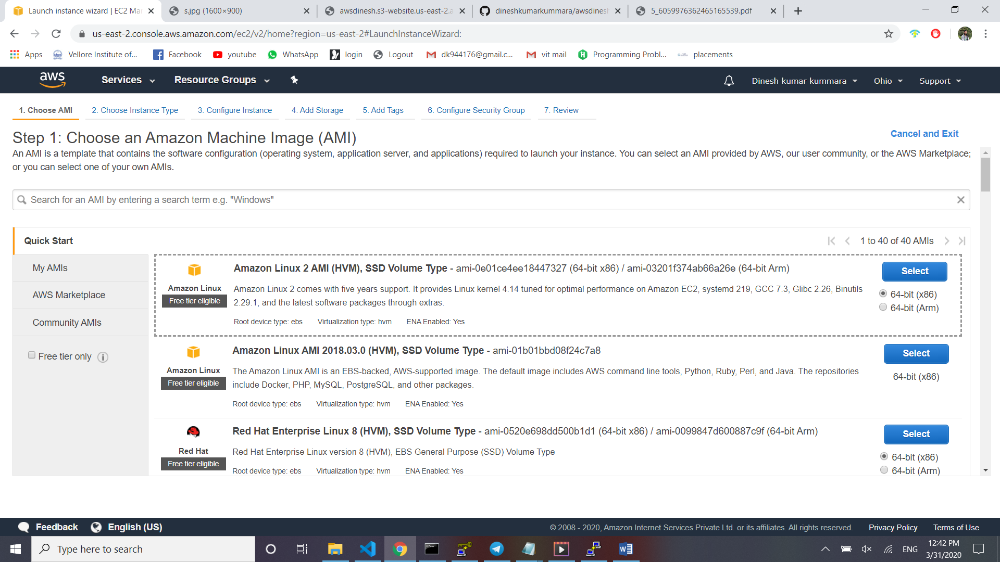 Launch instance wizard | EC2 Mar
s.jpg (1600×900)
awsdinesh.s3-website.us-east-2.a
dineshkumarkummara/awsdinesh
5_6059976362465165539.pdf
us-east-2.console.aws.amazon.com/ec2/v2/home?region=us-east-2#LaunchInstanceWizard:
Apps
Vellore Institute of...
Facebook
youtube
WhatsApp
login
Logout
dk944176@gmail.c...
vit mail
Programming Probl...
placements
aws
Services
Resource Groups
Dinesh kumar kummara
Ohio
Support
1. Choose AMI
2. Choose Instance Type
3. Configure Instance
4. Add Storage
5. Add Tags
6. Configure Security Group
7. Review
Step 1: Choose an Amazon Machine Image (AMI)
Cancel and Exit
An AMI is a template that contains the software configuration (operating system, application server, and applications) required to launch your instance. You can select an AMI provided by AWS, our user community, or the AWS Marketplace;
or you can select one of your own AMIs.
Search for an AMI by entering a search term e.g. "Windows"
Quick Start
1 to 40 of 40 AMIs
My AMIs
AWS Marketplace
Community AMIs
Free tier only
Amazon Linux
Free tier eligible
Amazon Linux 2 AMI (HVM), SSD Volume Type - ami-0e01ce4ee18447327 (64-bit x86) / ami-03201f374ab66a26e (64-bit Arm)
Amazon Linux 2 comes with five years support. It provides Linux kernel 4.14 tuned for optimal performance on Amazon EC2, systemd 219, GCC 7.3, Glibc 2.26, Binutils
2.29.1, and the latest software packages through extras.
Root device type: ebs
Virtualization type: hvm
ENA Enabled: Yes
Select
64-bit (x86)
64-bit (Arm)
Amazon Linux
Free tier eligible
Amazon Linux AMI 2018.03.0 (HVM), SSD Volume Type - ami-01b01bbd08f24c7a8
The Amazon Linux AMI is an EBS-backed, AWS-supported image. The default image includes AWS command line tools, Python, Ruby, Perl, and Java. The repositories
include Docker, PHP, MySQL, PostgreSQL, and other packages.
Root device type: ebs
Virtualization type: hvm
ENA Enabled: Yes
Select
64-bit (x86)
Red Hat
Free tier eligible
Red Hat Enterprise Linux 8 (HVM), SSD Volume Type - ami-0520e698dd500b1d1 (64-bit x86) / ami-0099847d600887c9f (64-bit Arm)
Red Hat Enterprise Linux version 8 (HVM), EBS General Purpose (SSD) Volume Type
Root device type: ebs
Virtualization type: hvm
ENA Enabled: Yes
Select
64-bit (x86)
64-bit (Arm)
Feedback
English (US)
© 2008 - 2020, Amazon Internet Services Private Ltd. or its affiliates. All rights reserved.
Privacy Policy
Terms of Use
Type here to search
ENG
12:42 PM
3/31/2020